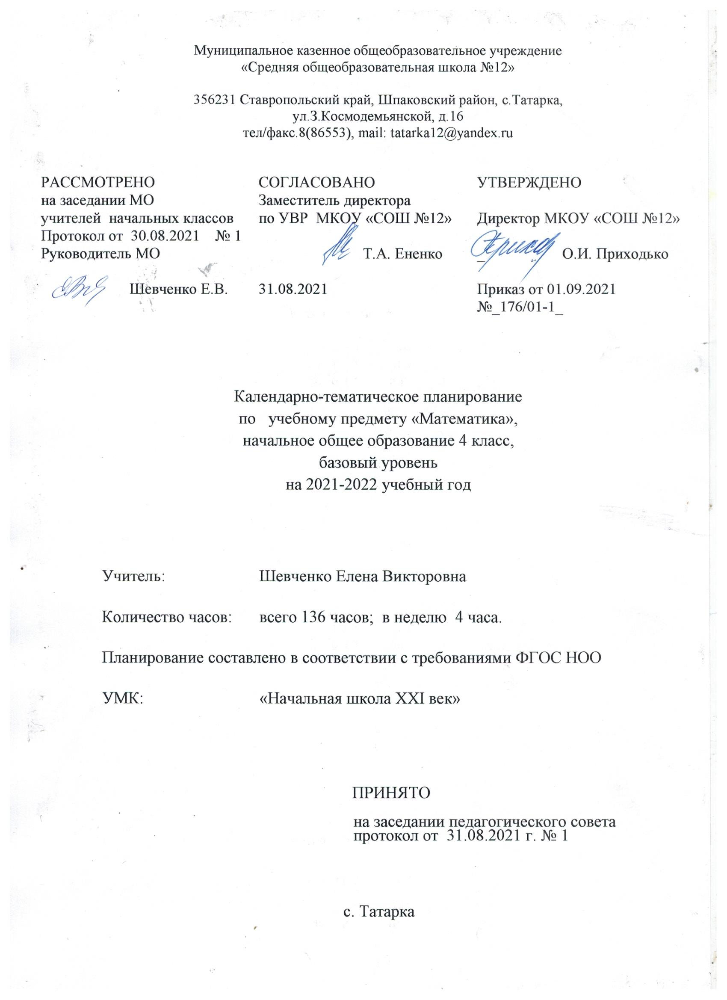 Муниципальное казенное общеобразовательное учреждение
«Средняя общеобразовательная школа №12»
356231 Ставропольский край, Шпаковский район, с.Татарка,
ул.З.Космодемьянской, д.16
тел/факс.8(86553), mail: tatarka12@yandex.ru
РАССМОТРЕНО
на заседании МО
учителей начальных классов
Протокол от 30.08.2021 № 1
Руководитель МО
Шевченко Е.В.
СОГЛАСОВАНО
Заместитель директора
по УВР МКОУ «СОШ №12»
Т.А. Ененко
31.08.2021
УТВЕРЖДЕНО
Директор МКОУ «СОШ №12»
О.И. Приходько
Приказ от 01.09.2021
№_176/01-1_
Календарно-тематическое планирование
по учебному предмету «Математика»,
начальное общее образование 4 класс,
базовый уровень
на 2021-2022 учебный год
Учитель: Шевченко Елена Викторовна
Количество часов: всего 136 часов; в неделю 4 часа.
Планирование составлено в соответствии с требованиями ФГОС НОО
УМК: «Начальная школа XXI век»
ПРИНЯТО
на заседании педагогического совета
протокол от 31.08.2021 г. № 1
с. Татарка